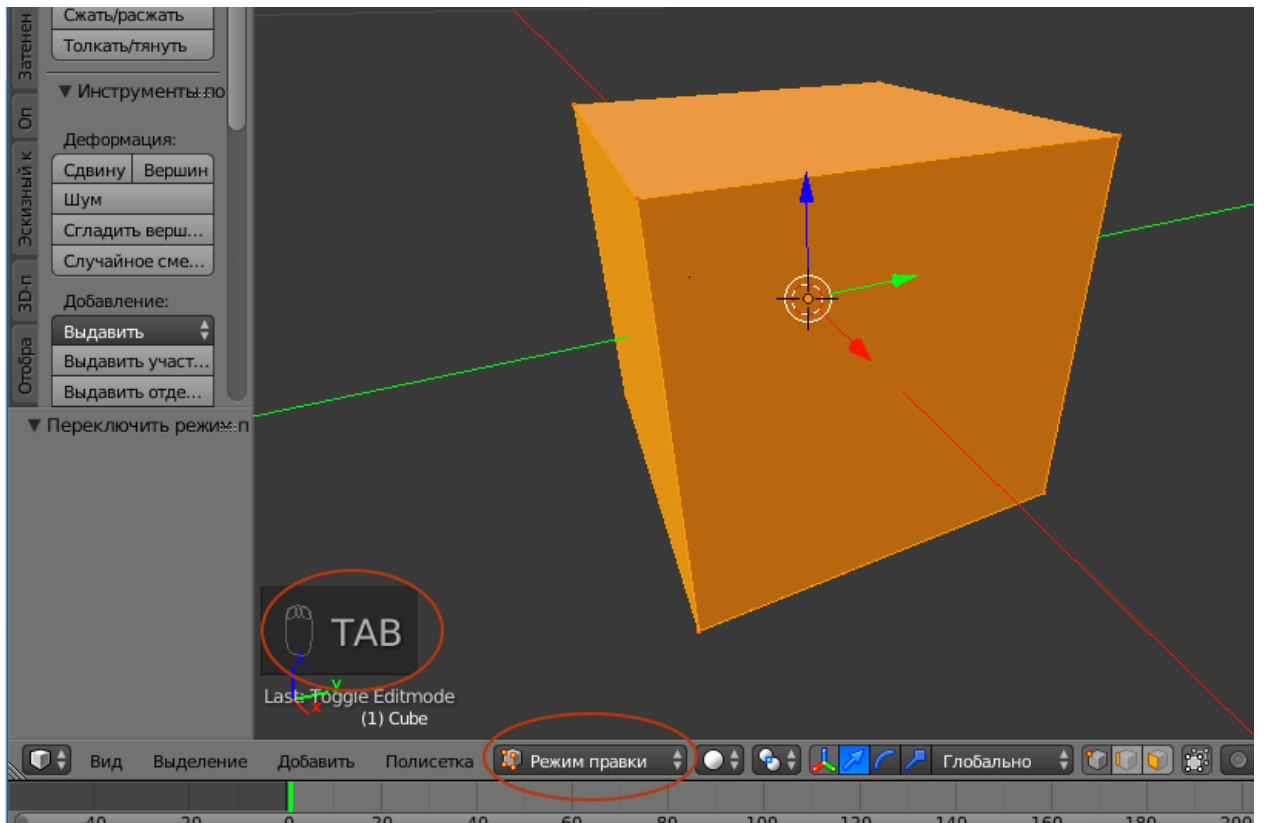 Сжать/расжать
Толкать/тянуть
Затенен
Инструменты по
Оп
Деформация:
Сдвину Вершин
Шум
Сгладить верш...
Случайное сме...
Эскизный к
3D-п
Добавление:
Выдавить
Выдавить участ...
Выдавить отде...
Отобра
Переключить режим п
TAB
Z
Y
X
Last: Toggle Editmode
(1) Cube
Вид Выделение Добавить Полисетка Режим правки Глобально
-40 -20 0 20 40 60 80 100 120 140 160 180 200